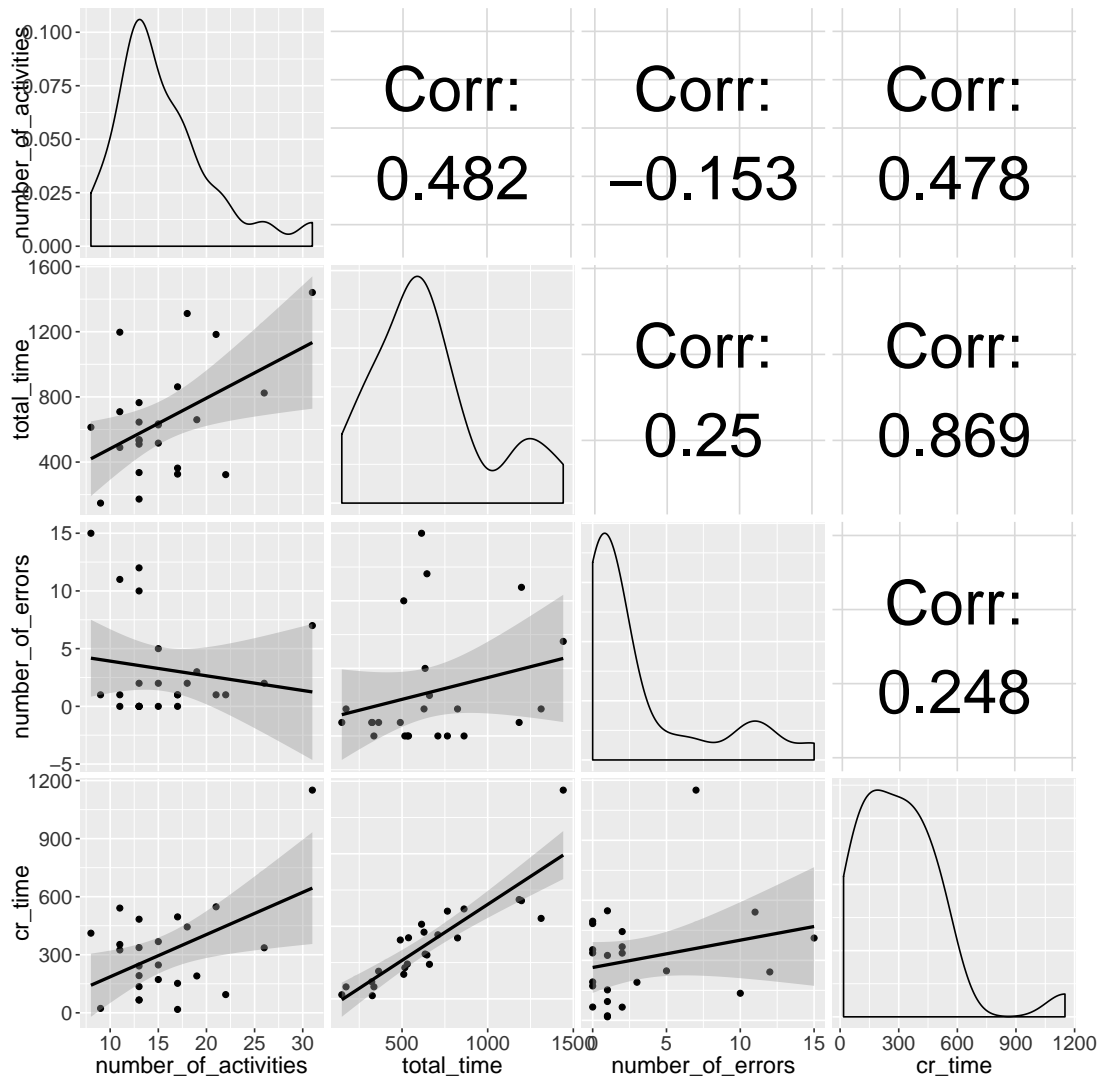 number_of_activities
0.100
0.075
0.050
0.025
0.000
Corr:
0.482
Corr:
−0.153
Corr:
0.478
total_time
1600
1200
800
400
Corr:
0.25
Corr:
0.869
number_of_errors
15
10
5
0
−5
Corr:
0.248
cr_time
1200
900
600
300
0
10 15 20 25 30
500 1000 1500
0 5 10 15
0 300 600 900 1200
number_of_activities
total_time
number_of_errors
cr_time